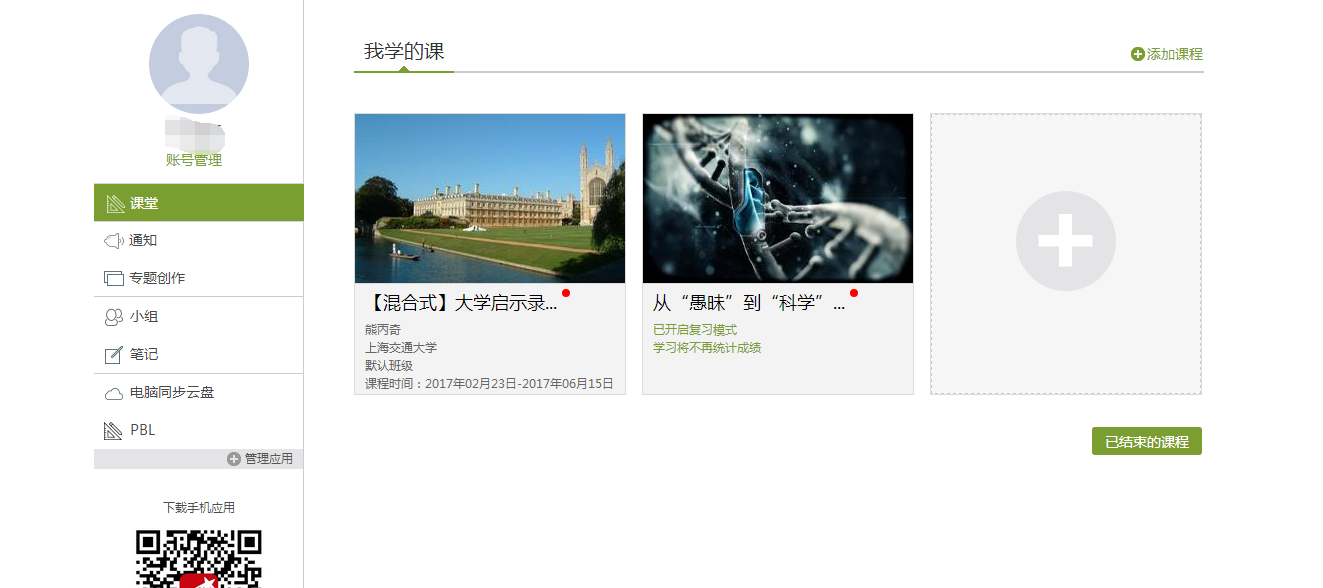 账号管理
课堂
通知
专题创作
小组
笔记
电脑同步云盘
PBL
管理应用
下载手机应用
我学的课
添加课程
【混合式】大学启示录...
熊丙奇
上海交通大学
默认班级
课程时间：2017年02月23日-2017年06月15日
从“愚昧”到“科学”...
已开启复习模式
学习将不再统计成绩
已结束的课程